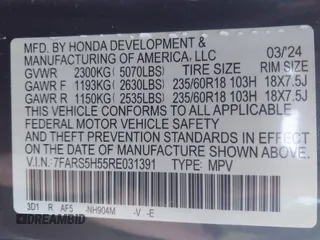 MFD. BY HONDA DEVELOPMENT &
MANUFACTURING OF AMERICA, LLC 03/24
GVWR 2300KG (5070LBS) TIRE SIZE RIM SIZE
GAWR F 1193KG (2630LBS) 235/60R18 103H 18X7.5J
GAWR R 1150KG (2535LBS) 235/60R18 103H 18X7.5J
THIS VEHICLE CONFORMS TO ALL APPLICABLE
FEDERAL MOTOR VEHICLE SAFETY
AND THEFT PREVENTION STANDARDS IN EFFECT
ON THE DATE OF MANUFACTURE SHOWN ABOVE.
V.I.N.: 7FARS5H55RE031391 TYPE: MPV
3D1 R AF5 -NH904M -V -E
DREAMBID